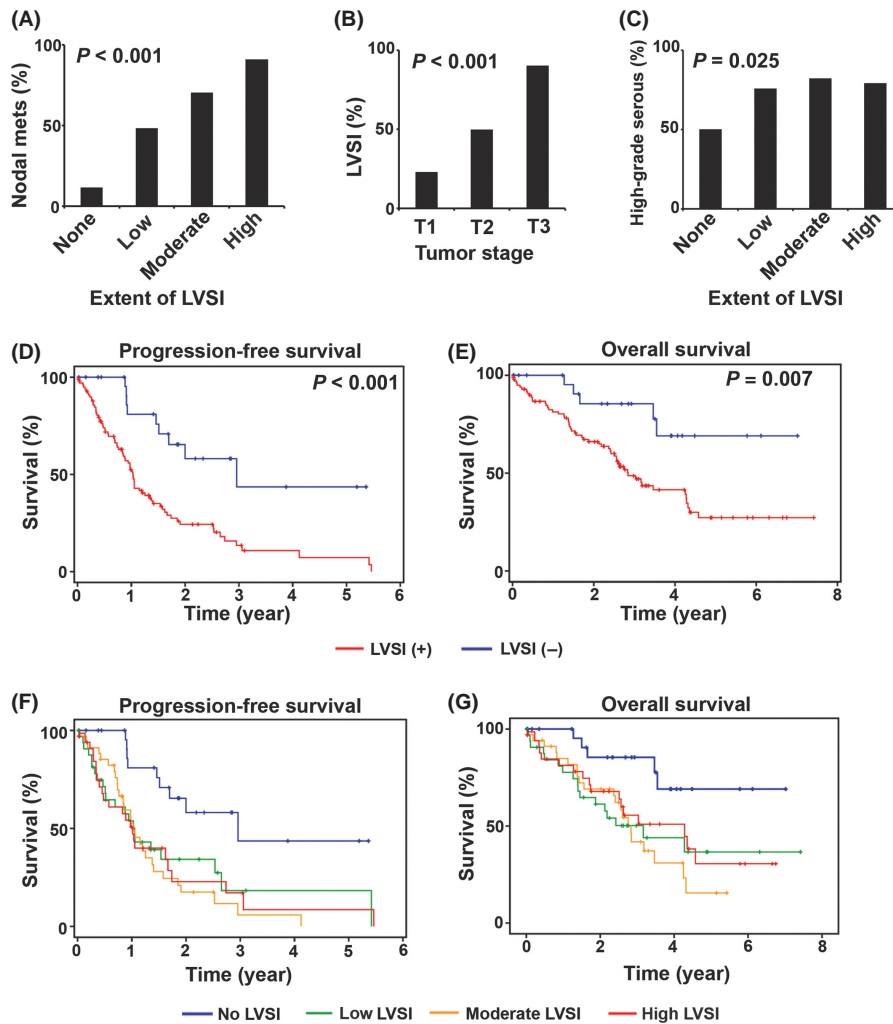 (A)
P < 0.001
Nodal mets (%)
100
50
0
None
Low
Moderate
High
Extent of LVSI
(B)
P < 0.001
LVSI (%)
100
50
0
T1
T2
T3
Tumor stage
(C)
P = 0.025
High-grade serous (%)
100
50
0
None
Low
Moderate
High
Extent of LVSI
(D)
Progression-free survival
P < 0.001
Survival (%)
100
50
0
0 1 2 3 4 5 6
Time (year)
(E)
Overall survival
P = 0.007
Survival (%)
100
50
0
0 2 4 6 8
Time (year)
LVSI (+) LVSI (–)
(F)
Progression-free survival
Survival (%)
100
50
0
0 1 2 3 4 5 6
Time (year)
(G)
Overall survival
Survival (%)
100
50
0
0 2 4 6 8
Time (year)
No LVSI Low LVSI Moderate LVSI High LVSI